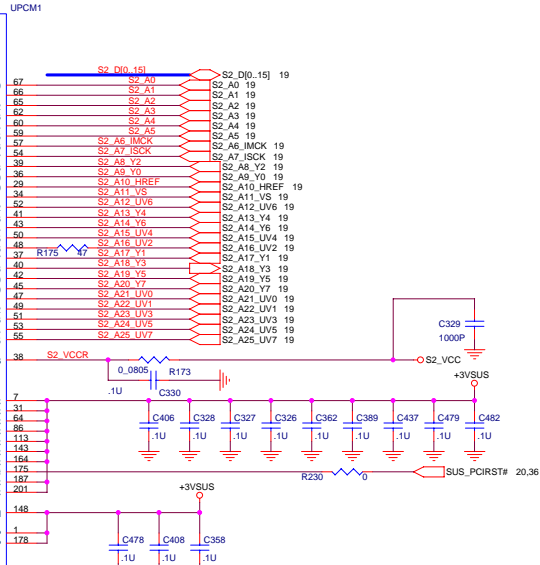 UPCM1
S2_D[0..15] S2_D[0..15] 19
67 S2_A0 S2_A0 19
66 S2_A1 S2_A1 19
65 S2_A2 S2_A2 19
62 S2_A3 S2_A3 19
60 S2_A4 S2_A4 19
59 S2_A5 S2_A5 19
57 S2_A6_IMCK S2_A6_IMCK 19
54 S2_A7_ISCK S2_A7_ISCK 19
39 S2_A8_Y2 S2_A8_Y2 19
36 S2_A9_Y0 S2_A9_Y0 19
29 S2_A10_HREF S2_A10_HREF 19
34 S2_A11_VS S2_A11_VS 19
52 S2_A12_UV6 S2_A12_UV6 19
41 S2_A13_Y4 S2_A13_Y4 19
43 S2_A14_Y6 S2_A14_Y6 19
50 S2_A15_UV4 S2_A15_UV4 19
48 S2_A16_UV2 S2_A16_UV2 19
R175 47
37 S2_A17_Y1 S2_A17_Y1 19
40 S2_A18_Y3 S2_A18_Y3 19
42 S2_A19_Y5 S2_A19_Y5 19
45 S2_A20_Y7 S2_A20_Y7 19
47 S2_A21_UV0 S2_A21_UV0 19
49 S2_A22_UV1 S2_A22_UV1 19
51 S2_A23_UV3 S2_A23_UV3 19
53 S2_A24_UV5 S2_A24_UV5 19
55 S2_A25_UV7 S2_A25_UV7 19
C329
1000P
38 S2_VCCR S2_VCC
0_0805 R173
+3VSUS
.1U C330
7
31
64 C406 C328 C327 C326 C362 C389 C437 C479 C482
86 .1U .1U .1U .1U .1U .1U .1U .1U .1U
113
143
164
175 SUS_PCIRST# 20,36
R230 0
187
201
+3VSUS
148
1
178 C478 C408 C358
.1U .1U .1U